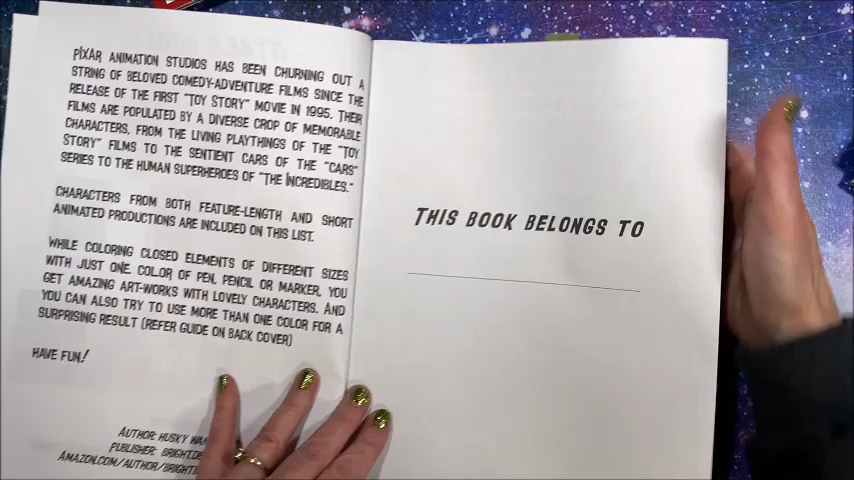 PIXAR ANIMATION STUDIOS HAS BEEN CHURNING OUT A
STRING OF BELOVED COMEDY-ADVENTURE FILMS SINCE THE
RELEASE OF THE FIRST "TOY STORY" MOVIE IN 1995. THEIR
FILMS ARE POPULATED BY A DIVERSE CROP OF MEMORABLE
CHARACTERS, FROM THE LIVING PLAYTHINGS OF THE "TOY
STORY" FILMS TO THE SENTIENT CARS OF THE "CARS"
SERIES TO THE HUMAN SUPERHEROES OF "THE INCREDIBLES."
CHARACTERS FROM BOTH FEATURE-LENGTH AND SHORT
ANIMATED PRODUCTIONS ARE INCLUDED ON THIS LIST.
WHILE COLORING CLOSED ELEMENTS OF DIFFERENT SIZES
WITH JUST ONE COLOR OF PEN, PENCIL OR MARKER, YOU
GET AMAZING ART-WORKS WITH LOVELY CHARACTERS. AND
YOU CAN ALSO TRY TO USE MORE THAN ONE COLOR FOR A
SURPRISING RESULT (REFER GUIDE ON BACK COVER)
HAVE FUN!
AUTHOR: HUSKY
PUBLISHER:
AMAZON.COM/AUTHOR/
THIS BOOK BELONGS TO